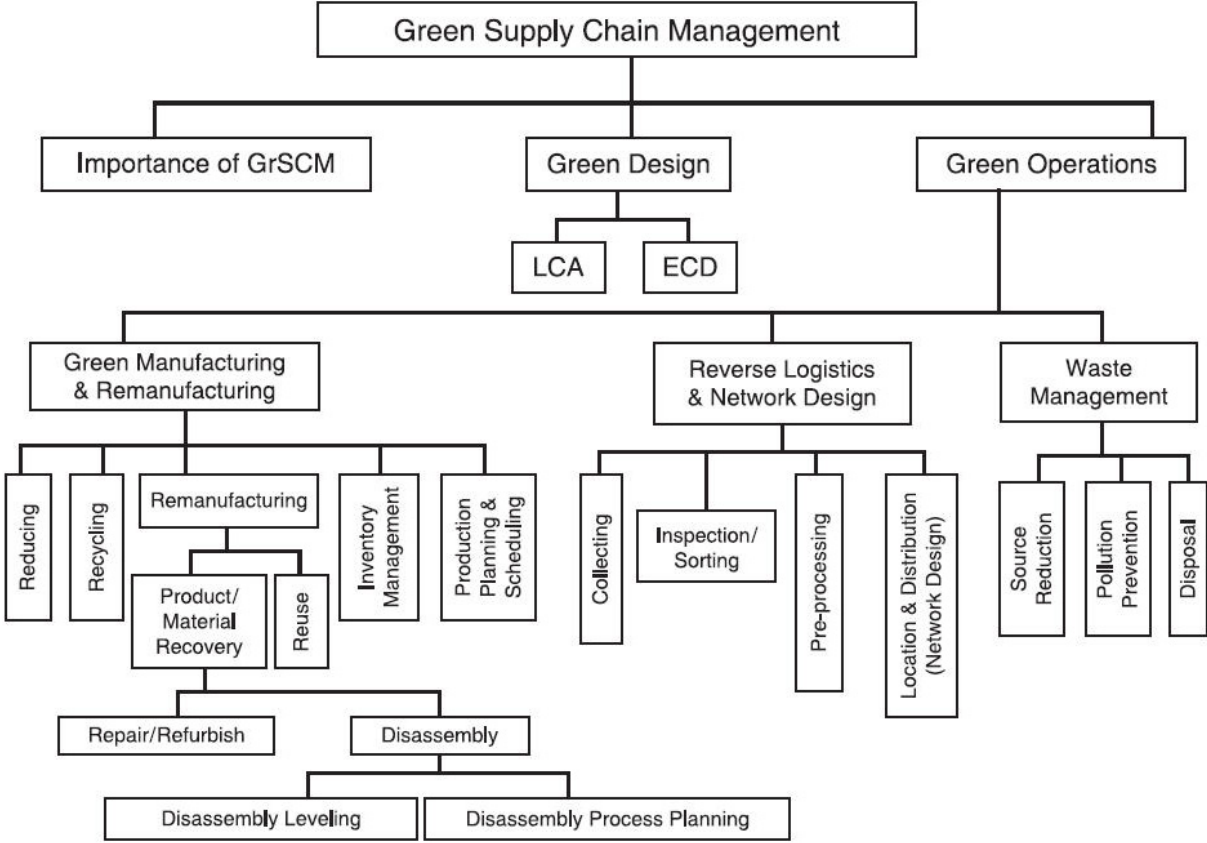 Green Supply Chain Management
Importance of GrSCM
Green Design
Green Operations
LCA
ECD
Green Manufacturing
& Remanufacturing
Reverse Logistics
& Network Design
Waste
Management
Reducing
Recycling
Remanufacturing
Inventory
Management
Production
Planning &
Scheduling
Collecting
Inspection/
Sorting
Pre-processing
Location & Distribution
(Network Design)
Source
Reduction
Pollution
Prevention
Disposal
Product/
Material
Recovery
Reuse
Repair/Refurbish
Disassembly
Disassembly Leveling
Disassembly Process Planning